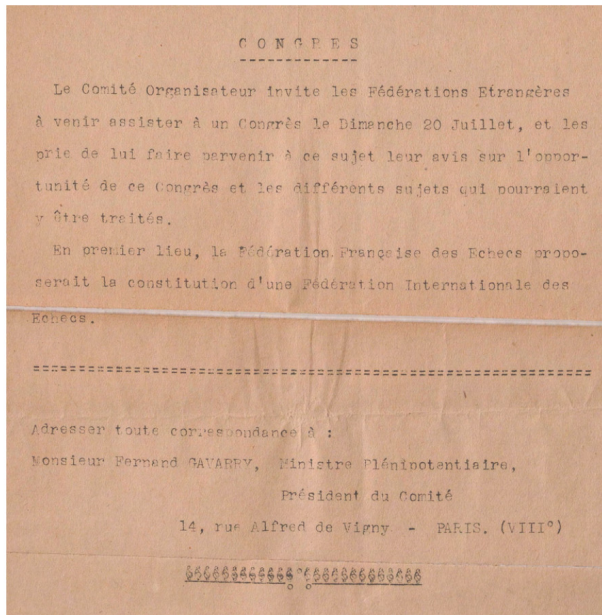 C O N G R E S
Le Comité Organisateur invite les Fédérations Etrangères
à venir assister à un Congrès le Dimanche 20 Juillet, et les
prie de lui faire parvenir à ce sujet leur avis sur l'oppor-
tunité de ce Congrès et les différents sujets qui pourraient
y être traités.
En premier lieu, la Fédération Française des Echecs propo-
serait la constitution d'une Fédération Internationale des
Echecs.
Adresser toute correspondance à :
Monsieur Fernand GAVARRY, Ministre Plénipotentiaire,
Président du Comité
14, rue Alfred de Vigny - PARIS. (VIII°)